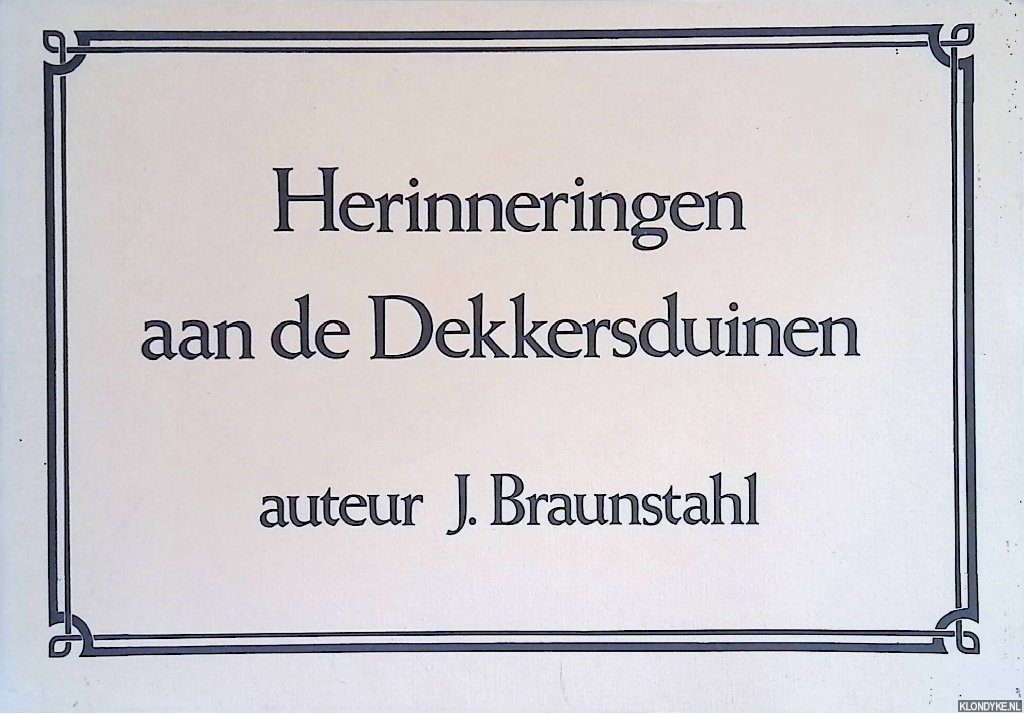 Herinneringen
aan de Dekkersduinen
auteur J. Braunstahl
KLONDYKE.NL